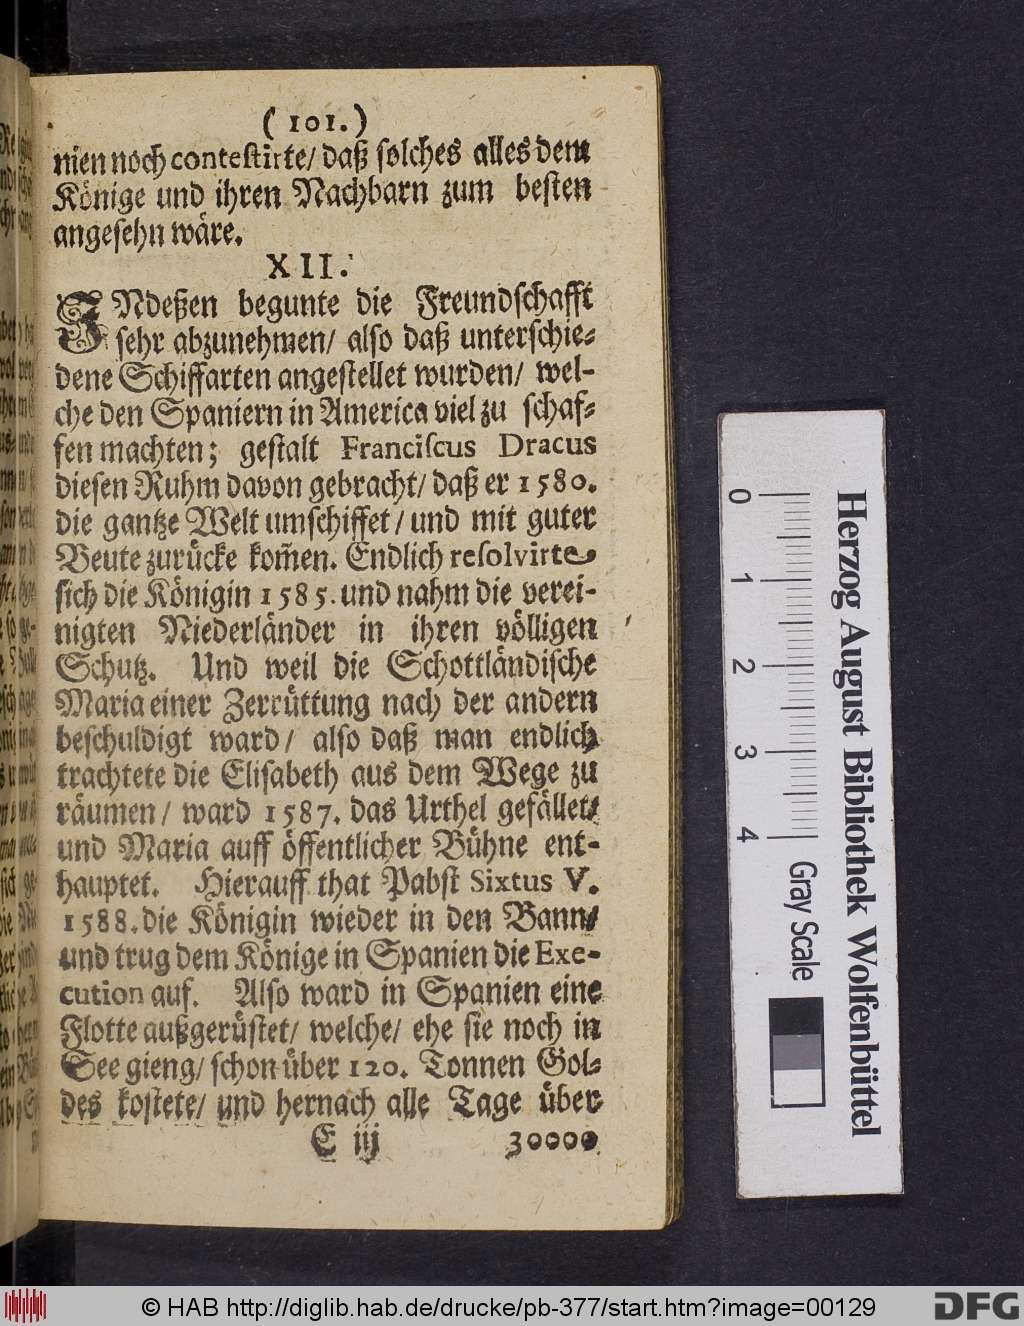 ( 101. )
nien noch contestirte/ daß solches alles dem
Könige und ihren Nachbarn zum besten
angesehn wäre.
XII.
INdeßen begunte die Freundschafft
sehr abzunehmen/ also daß unterschie-
dene Schiffarten angestellet wurden/ wel-
che den Spaniern in America viel zu schaf-
fen machten; gestalt Franciscus Dracus
diesen Ruhm davon gebracht/ daß er 1580.
die gantze Welt umschiffet/ und mit guter
Beute zurücke kom̃en. Endlich resolvirte
sich die Königin 1585. und nahm die verei-
nigten Niederländer in ihren völligen
Schutz. Und weil die Schottländische
Maria einer Zerrüttung nach der andern
beschuldigt ward/ also daß man endlich
trachtete die Elisabeth aus dem Wege zu
räumen/ ward 1587. das Urthel gefället/
und Maria auff öffentlicher Bühne ent-
hauptet. Hierauff that Pabst Sixtus V.
1588. die Königin wieder in den Bann/
und trug dem Könige in Spanien die Exe-
cution auf. Also ward in Spanien eine
Flotte außgerüstet/ welche/ ehe sie noch in
See gieng/ schon über 120. Tonnen Gol-
des kostete/ und hernach alle Tage über
E iij 30000
0 1 2 3 4
Gray Scale
Herzog August Bibliothek Wolfenbüttel
© HAB http://diglib.hab.de/drucke/pb-377/start.htm?image=00129
DFG